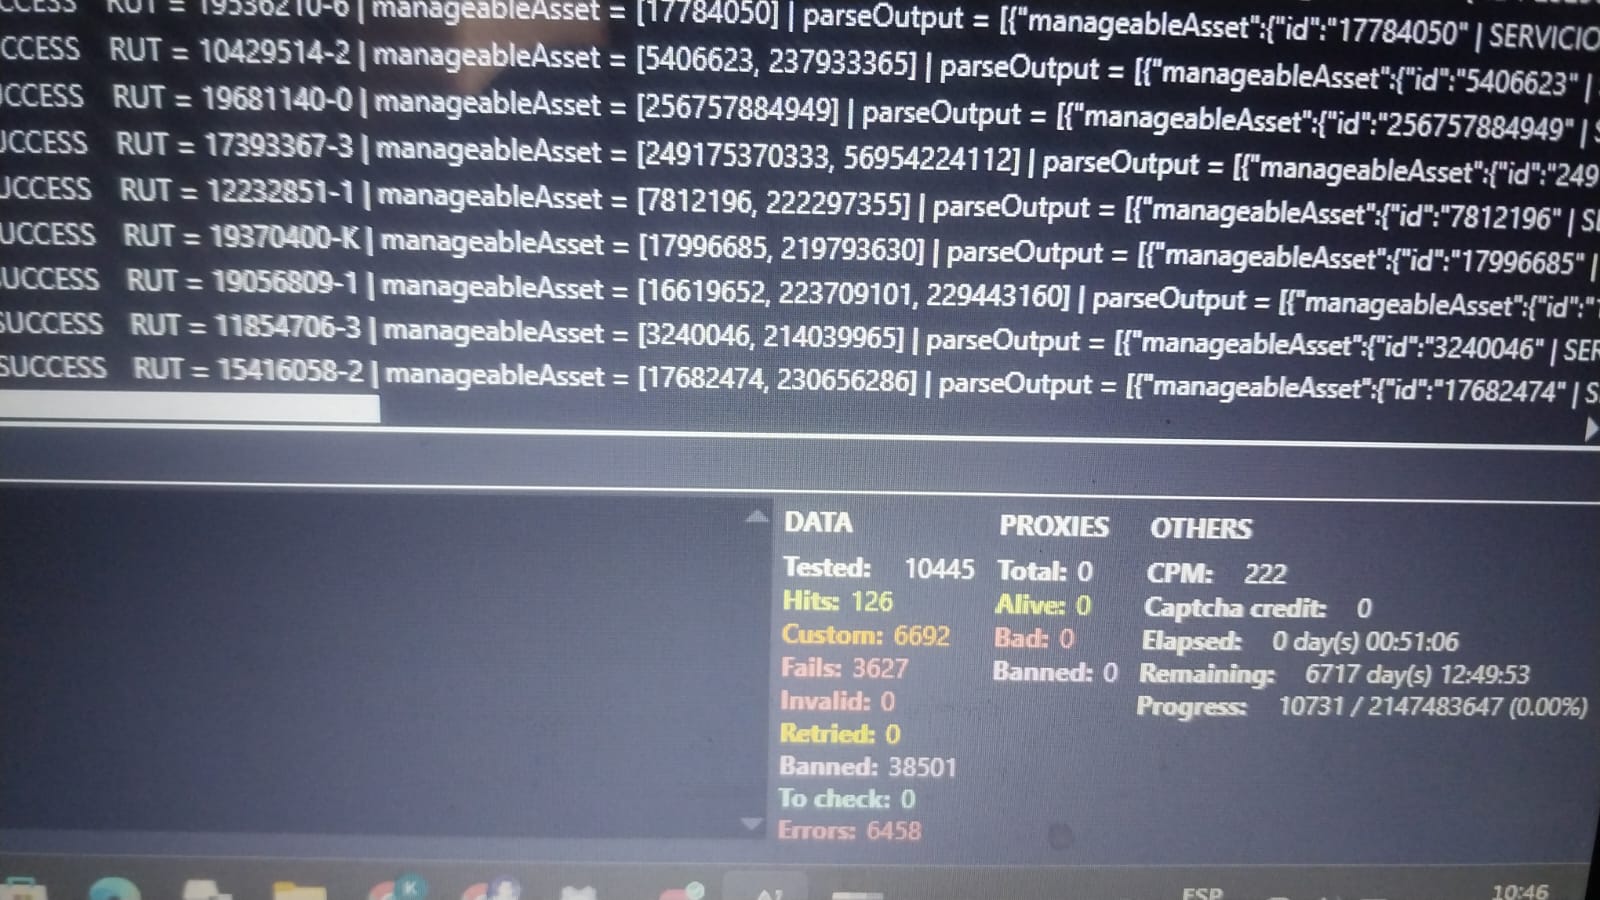 CCESS RUT = 19536210-6 | manageableAsset = [17784050] | parseOutput = [{"manageableAsset":{"id":"17784050" | SERVICIO
CCESS RUT = 10429514-2 | manageableAsset = [5406623, 237933365] | parseOutput = [{"manageableAsset":{"id":"5406623" |
UCCESS RUT = 19681140-0 | manageableAsset = [256757884949] | parseOutput = [{"manageableAsset":{"id":"256757884949" | S
UCCESS RUT = 17393367-3 | manageableAsset = [249175370333, 56954224112] | parseOutput = [{"manageableAsset":{"id":"249
UCCESS RUT = 12232851-1 | manageableAsset = [7812196, 222297355] | parseOutput = [{"manageableAsset":{"id":"7812196" | SE
UCCESS RUT = 19370400-K | manageableAsset = [17996685, 219793630] | parseOutput = [{"manageableAsset":{"id":"17996685" |
SUCCESS RUT = 19056809-1 | manageableAsset = [16619652, 223709101, 229443160] | parseOutput = [{"manageableAsset":{"id":"
SUCCESS RUT = 11854706-3 | manageableAsset = [3240046, 214039965] | parseOutput = [{"manageableAsset":{"id":"3240046" | SER
SUCCESS RUT = 15416058-2 | manageableAsset = [17682474, 230656286] | parseOutput = [{"manageableAsset":{"id":"17682474" | S
DATA
Tested: 10445
Hits: 126
Custom: 6692
Fails: 3627
Invalid: 0
Retried: 0
Banned: 38501
To check: 0
Errors: 6458
PROXIES
Total: 0
Alive: 0
Bad: 0
Banned: 0
OTHERS
CPM: 222
Captcha credit: 0
Elapsed: 0 day(s) 00:51:06
Remaining: 6717 day(s) 12:49:53
Progress: 10731 / 2147483647 (0.00%)
K
ESP
10:46